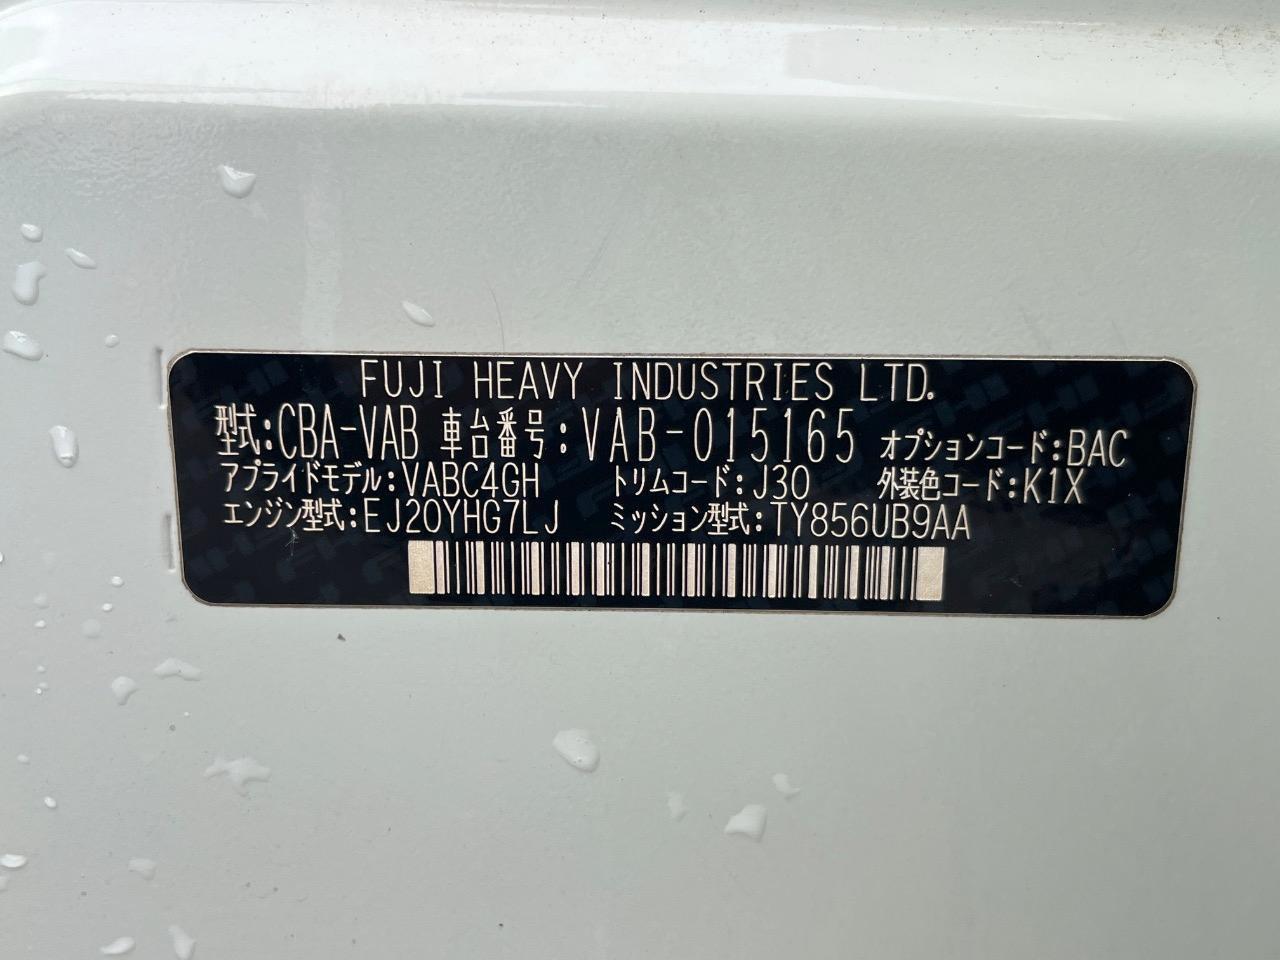 FUJI HEAVY INDUSTRIES LTD.
型式:CBA-VAB 車台番号:VAB-015165 オプションコード:BAC
アプライドモデル:VABC4GH トリムコード:J30 外装色コード:K1X
エンジン型式:EJ20YHG7LJ ミッション型式:TY856UB9AA